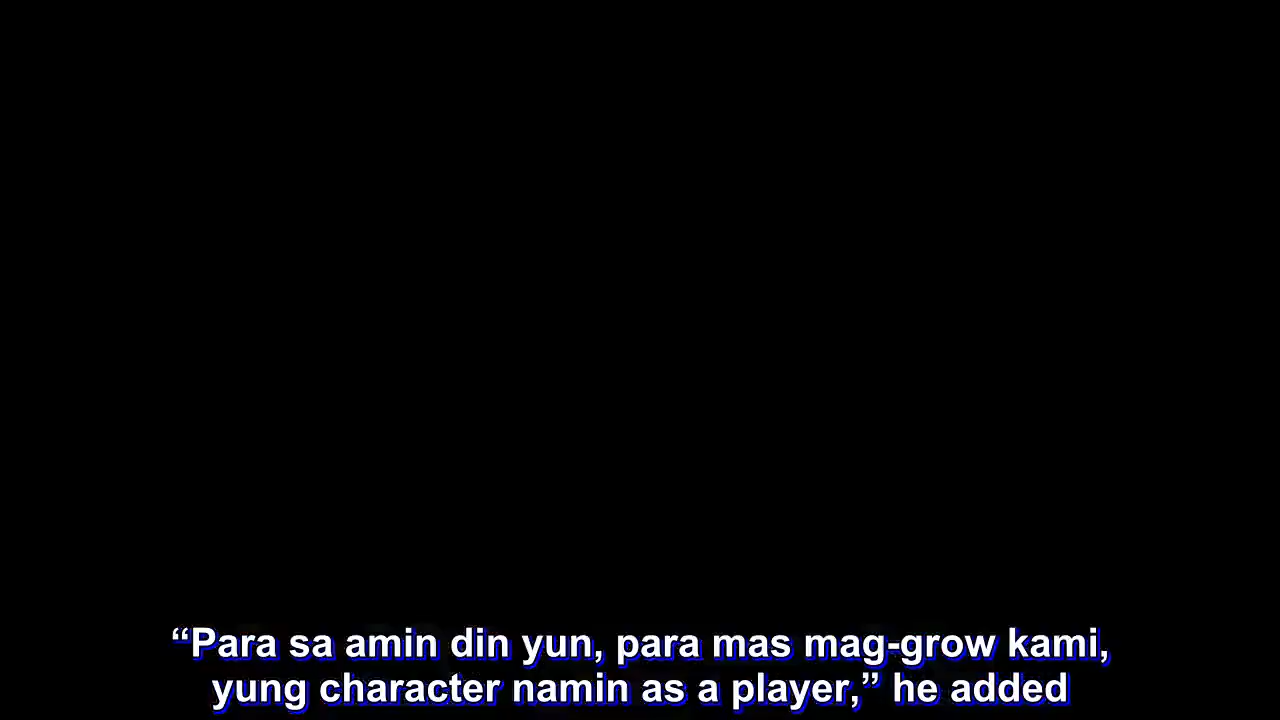 “Para sa amin din yun, para mas mag-grow kami,
yung character namin as a player,” he added